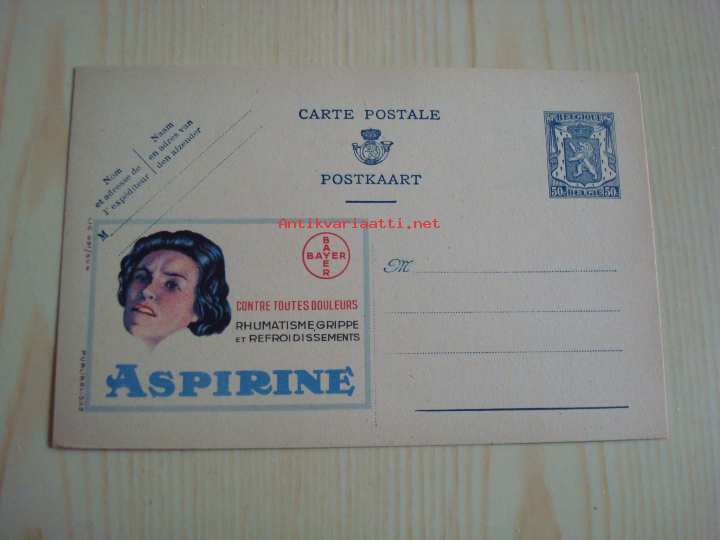 CARTE POSTALE
POSTKAART
BELGIQUE
50c
BELGIË
50c
Nom
et adresse de
l'expéditeur
Naam
en adres van
den afzender
M
Antikvariaatti.net
BAYER
BAYER
CONTRE TOUTES DOULEURS
RHUMATISME, GRIPPE
ET REFROIDISSEMENTS
ASPIRINE
PUBLIBEL
M